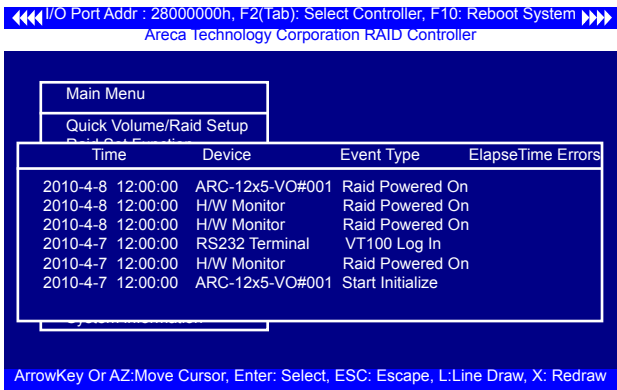 I/O Port Addr : 28000000h, F2(Tab): Select Controller, F10: Reboot System
Areca Technology Corporation RAID Controller
Main Menu
Quick Volume/Raid Setup
Time Device Event Type ElapseTime Errors
2010-4-8 12:00:00 ARC-12x5-VO#001 Raid Powered On
2010-4-8 12:00:00 H/W Monitor Raid Powered On
2010-4-8 12:00:00 H/W Monitor Raid Powered On
2010-4-7 12:00:00 RS232 Terminal VT100 Log In
2010-4-7 12:00:00 H/W Monitor Raid Powered On
2010-4-7 12:00:00 ARC-12x5-VO#001 Start Initialize
System Information
ArrowKey Or AZ:Move Cursor, Enter: Select, ESC: Escape, L:Line Draw, X: Redraw